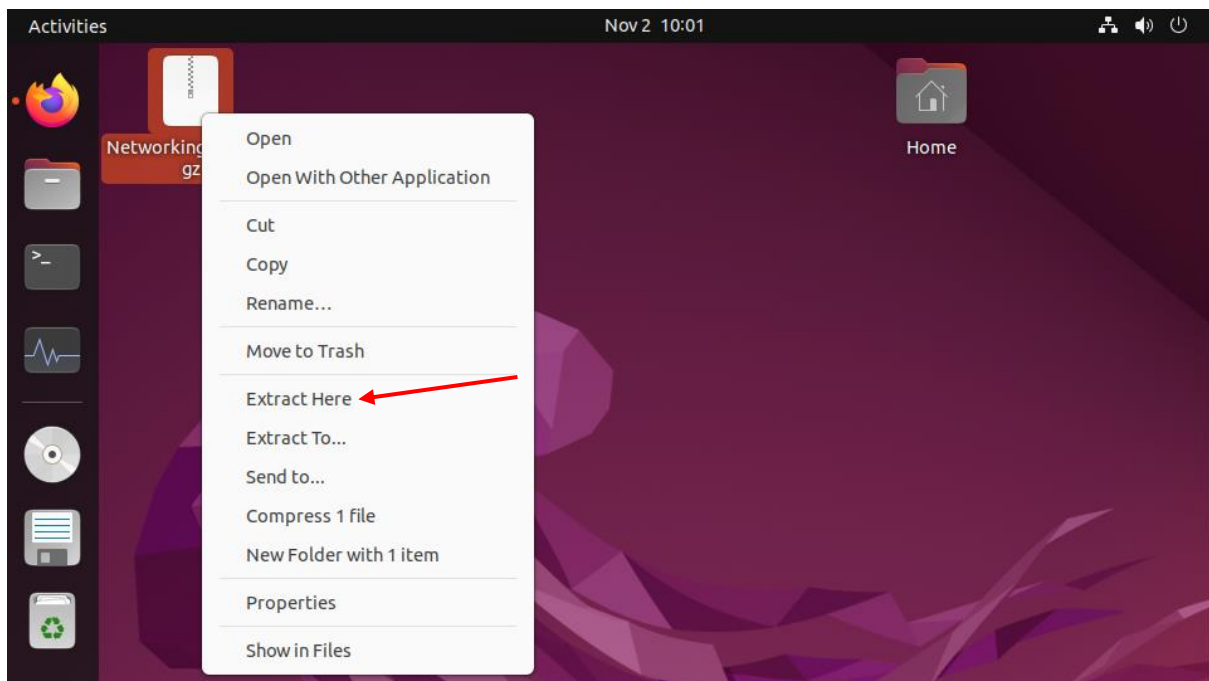 Activities
Nov 2 10:01
Networking
gz
Home
Open
Open With Other Application
Cut
Copy
Rename...
Move to Trash
Extract Here
Extract To...
Send to...
Compress 1 file
New Folder with 1 item
Properties
Show in Files
>_